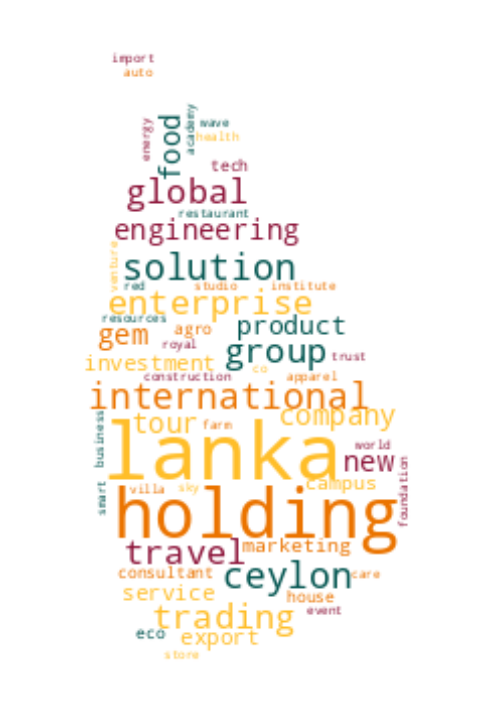 import
auto
wave
energy
food
academy
health
tech
global
restaurant
engineering
solution
venture
red
studio
institute
enterprise
resources
product
gem
agro
royal
group
trust
investment
co
construction
apparel
international
company
tour
farm
business
lanka
world
new
campus
smart
villa
sky
foundation
holding
travel
marketing
consultant
ceylon
care
service
house
event
trading
eco
export
store